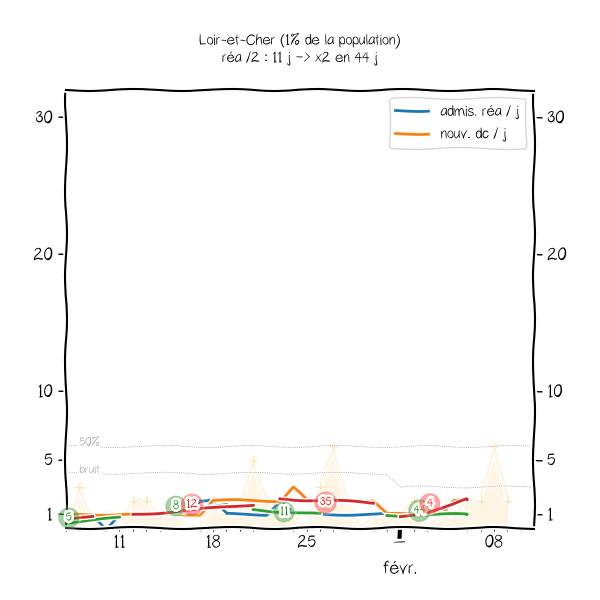 Loir-et-Cher (1% de la population)
réa /2 : 11 j -> x2 en 44 j
admis. réa / j
nouv. dc / j
30 30
20 20
10 10
50%
5 5
bruit
1 1
5 8 12 11 35 44 4
11 18 25 1 08
févr.